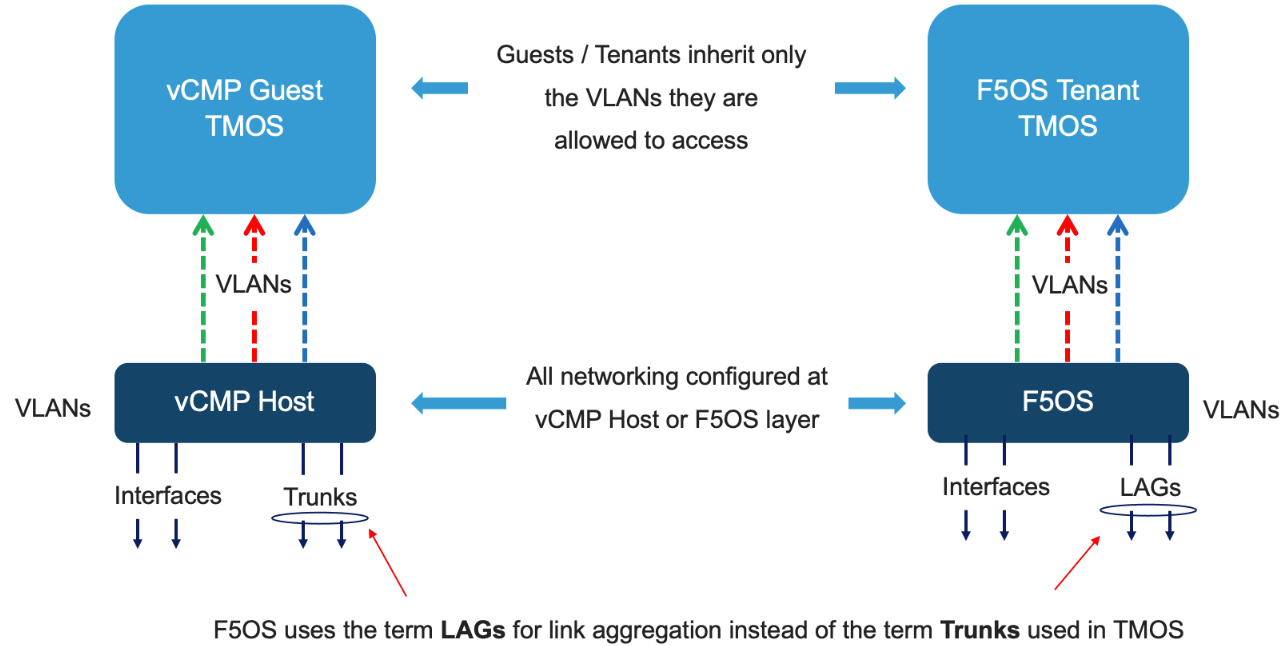 vCMP Guest
TMOS
Guests / Tenants inherit only
the VLANs they are
allowed to access
F5OS Tenant
TMOS
VLANs
VLANs
VLANs
vCMP Host
All networking configured at
vCMP Host or F5OS layer
F5OS
VLANs
Interfaces
Trunks
Interfaces
LAGs
F5OS uses the term LAGs for link aggregation instead of the term Trunks used in TMOS